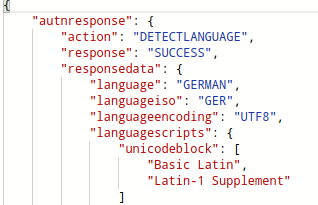 {
"autnresponse": {
"action": "DETECTLANGUAGE",
"response": "SUCCESS",
"responsedata": {
"language": "GERMAN",
"languageiso": "GER",
"languageencoding": "UTF8",
"languagescripts": {
"unicodeblock": [
"Basic Latin",
"Latin-1 Supplement"
]